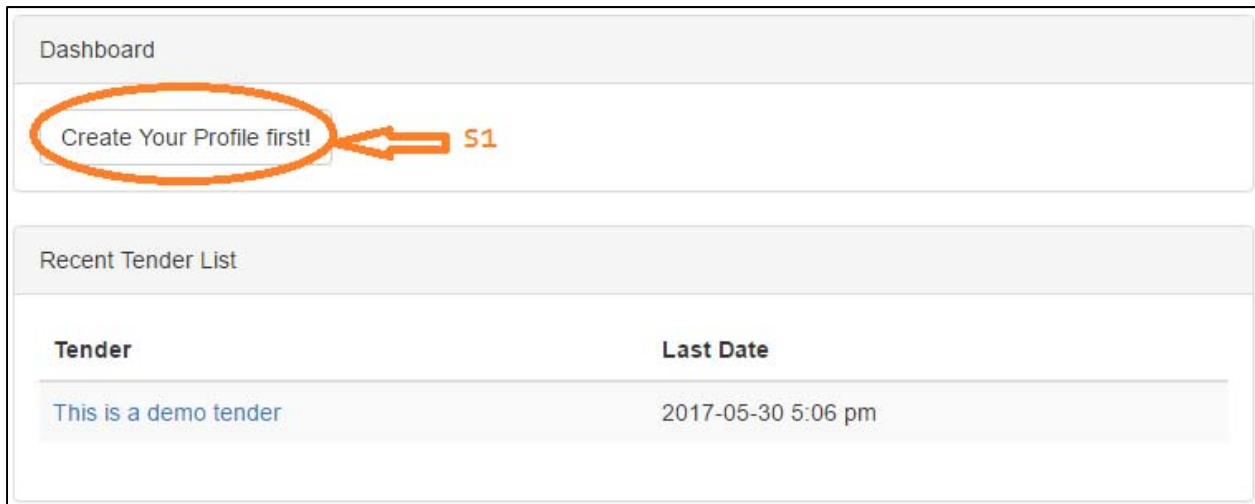 Dashboard
Create Your Profile first!
S1
Recent Tender List
Tender Last Date
This is a demo tender 2017-05-30 5:06 pm